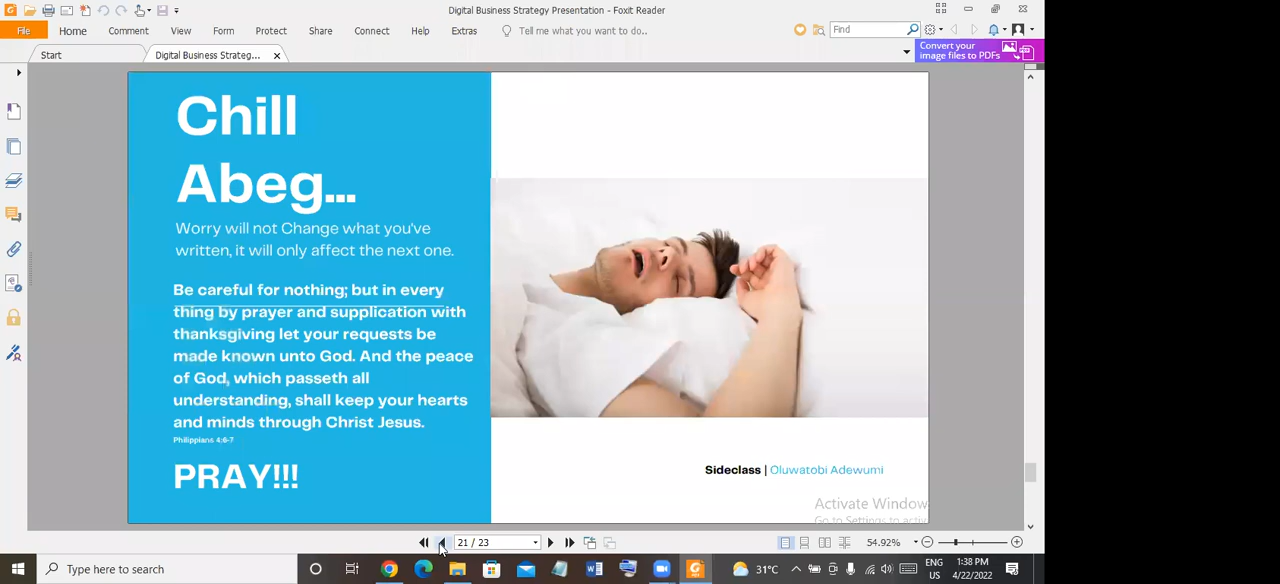 Digital Business Strategy Presentation - Foxit Reader
File Home Comment View Form Protect Share Connect Help Extras Tell me what you want to do.. Find
Start Digital Business Strateg...
Convert your
image files to PDFs
Chill
Abeg...
Worry will not Change what you've
written, it will only affect the next one.
Be careful for nothing; but in every
thing by prayer and supplication with
thanksgiving let your requests be
made known unto God. And the peace
of God, which passeth all
understanding, shall keep your hearts
and minds through Christ Jesus.
Philippians 4:6-7
PRAY!!!
Sideclass | Oluwatobi Adewumi
Activate Window
Go to Settings to activ
21 / 23
54.92%
Type here to search
31°C
ENG
US
1:38 PM
4/22/2022